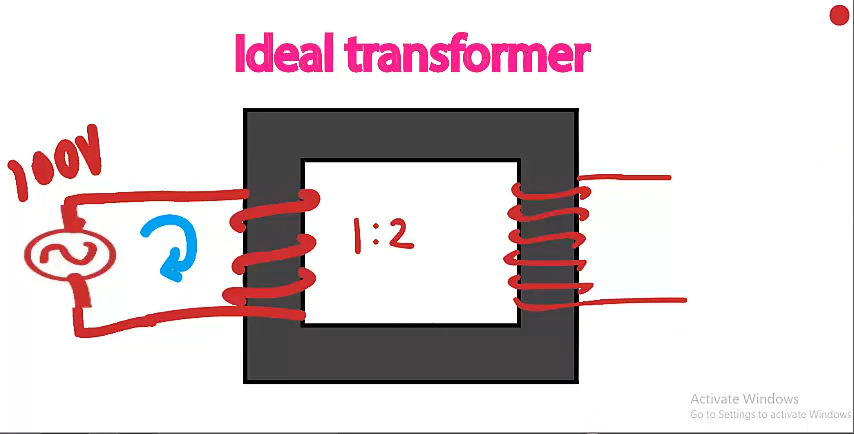 Ideal transformer
100V
1:2
Activate Windows
Go to Settings to activate Windows